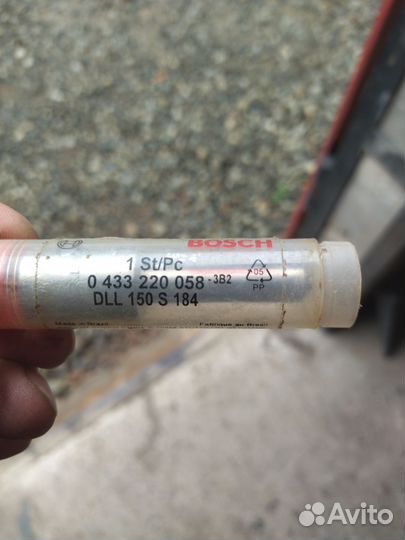 BOSCH
1 St/Pc
0 433 220 058 -3B2
DLL 150 S 184
05
PP
Made in Brazil
Fabriqué au Brésil
Avito